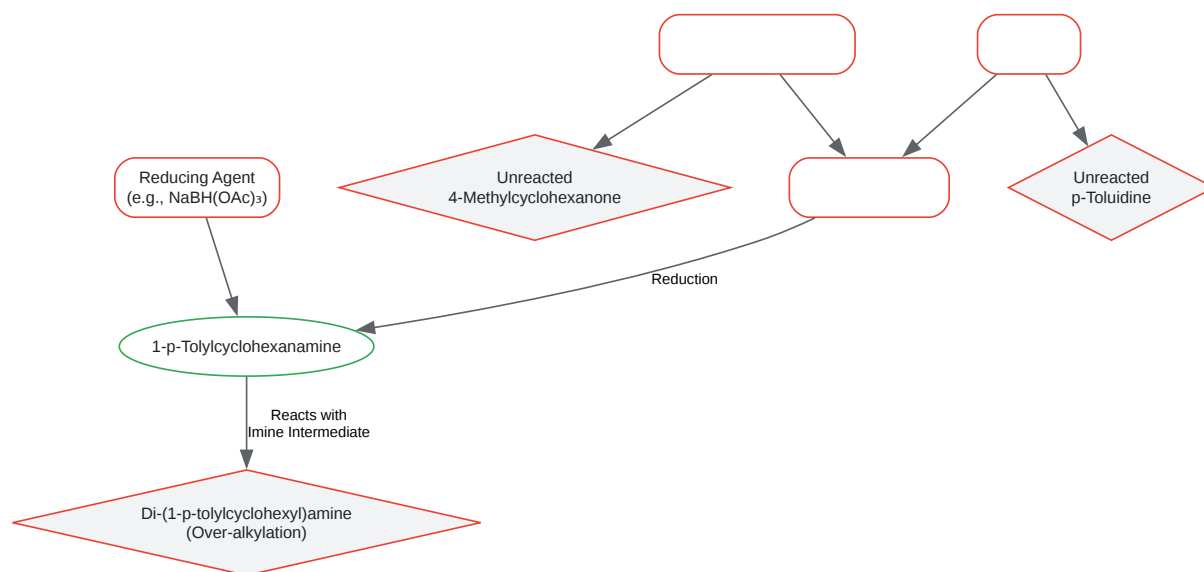 Reducing Agent
(e.g., NaBH(OAc)₃)
Unreacted
4-Methylcyclohexanone
Unreacted
p-Toluidine
Reduction
1-p-Tolylcyclohexanamine
Reacts with
Imine Intermediate
Di-(1-p-tolylcyclohexyl)amine
(Over-alkylation)